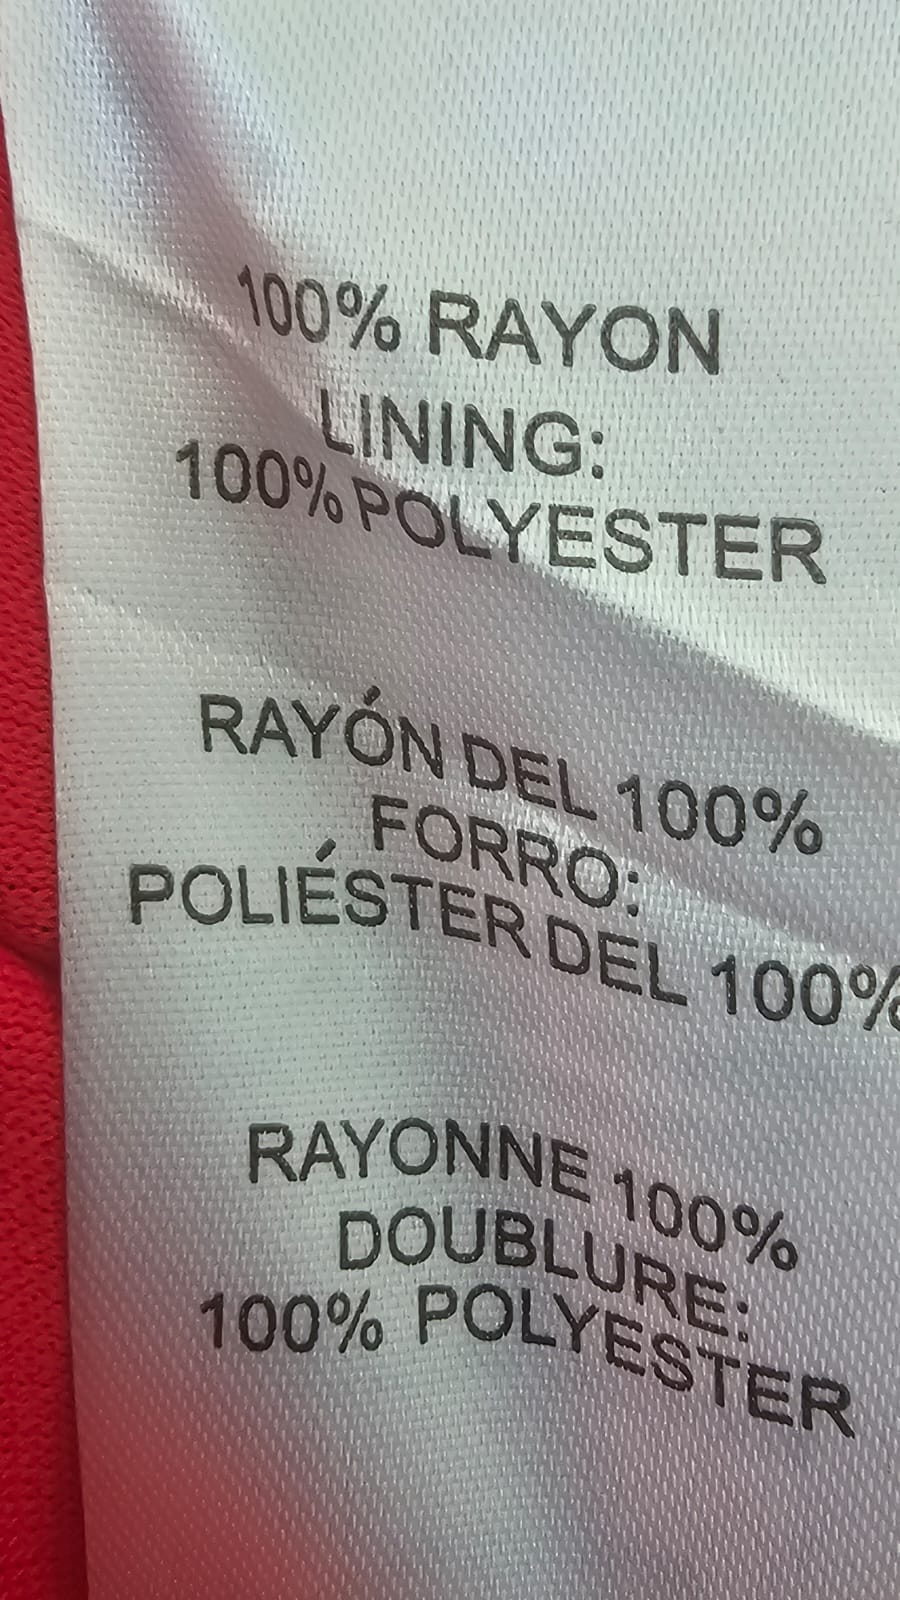 100% RAYON
LINING:
100% POLYESTER
RAYÓN DEL 100%
FORRO:
POLIÉSTER DEL 100%
RAYONNE 100%
DOUBLURE:
100% POLYESTER